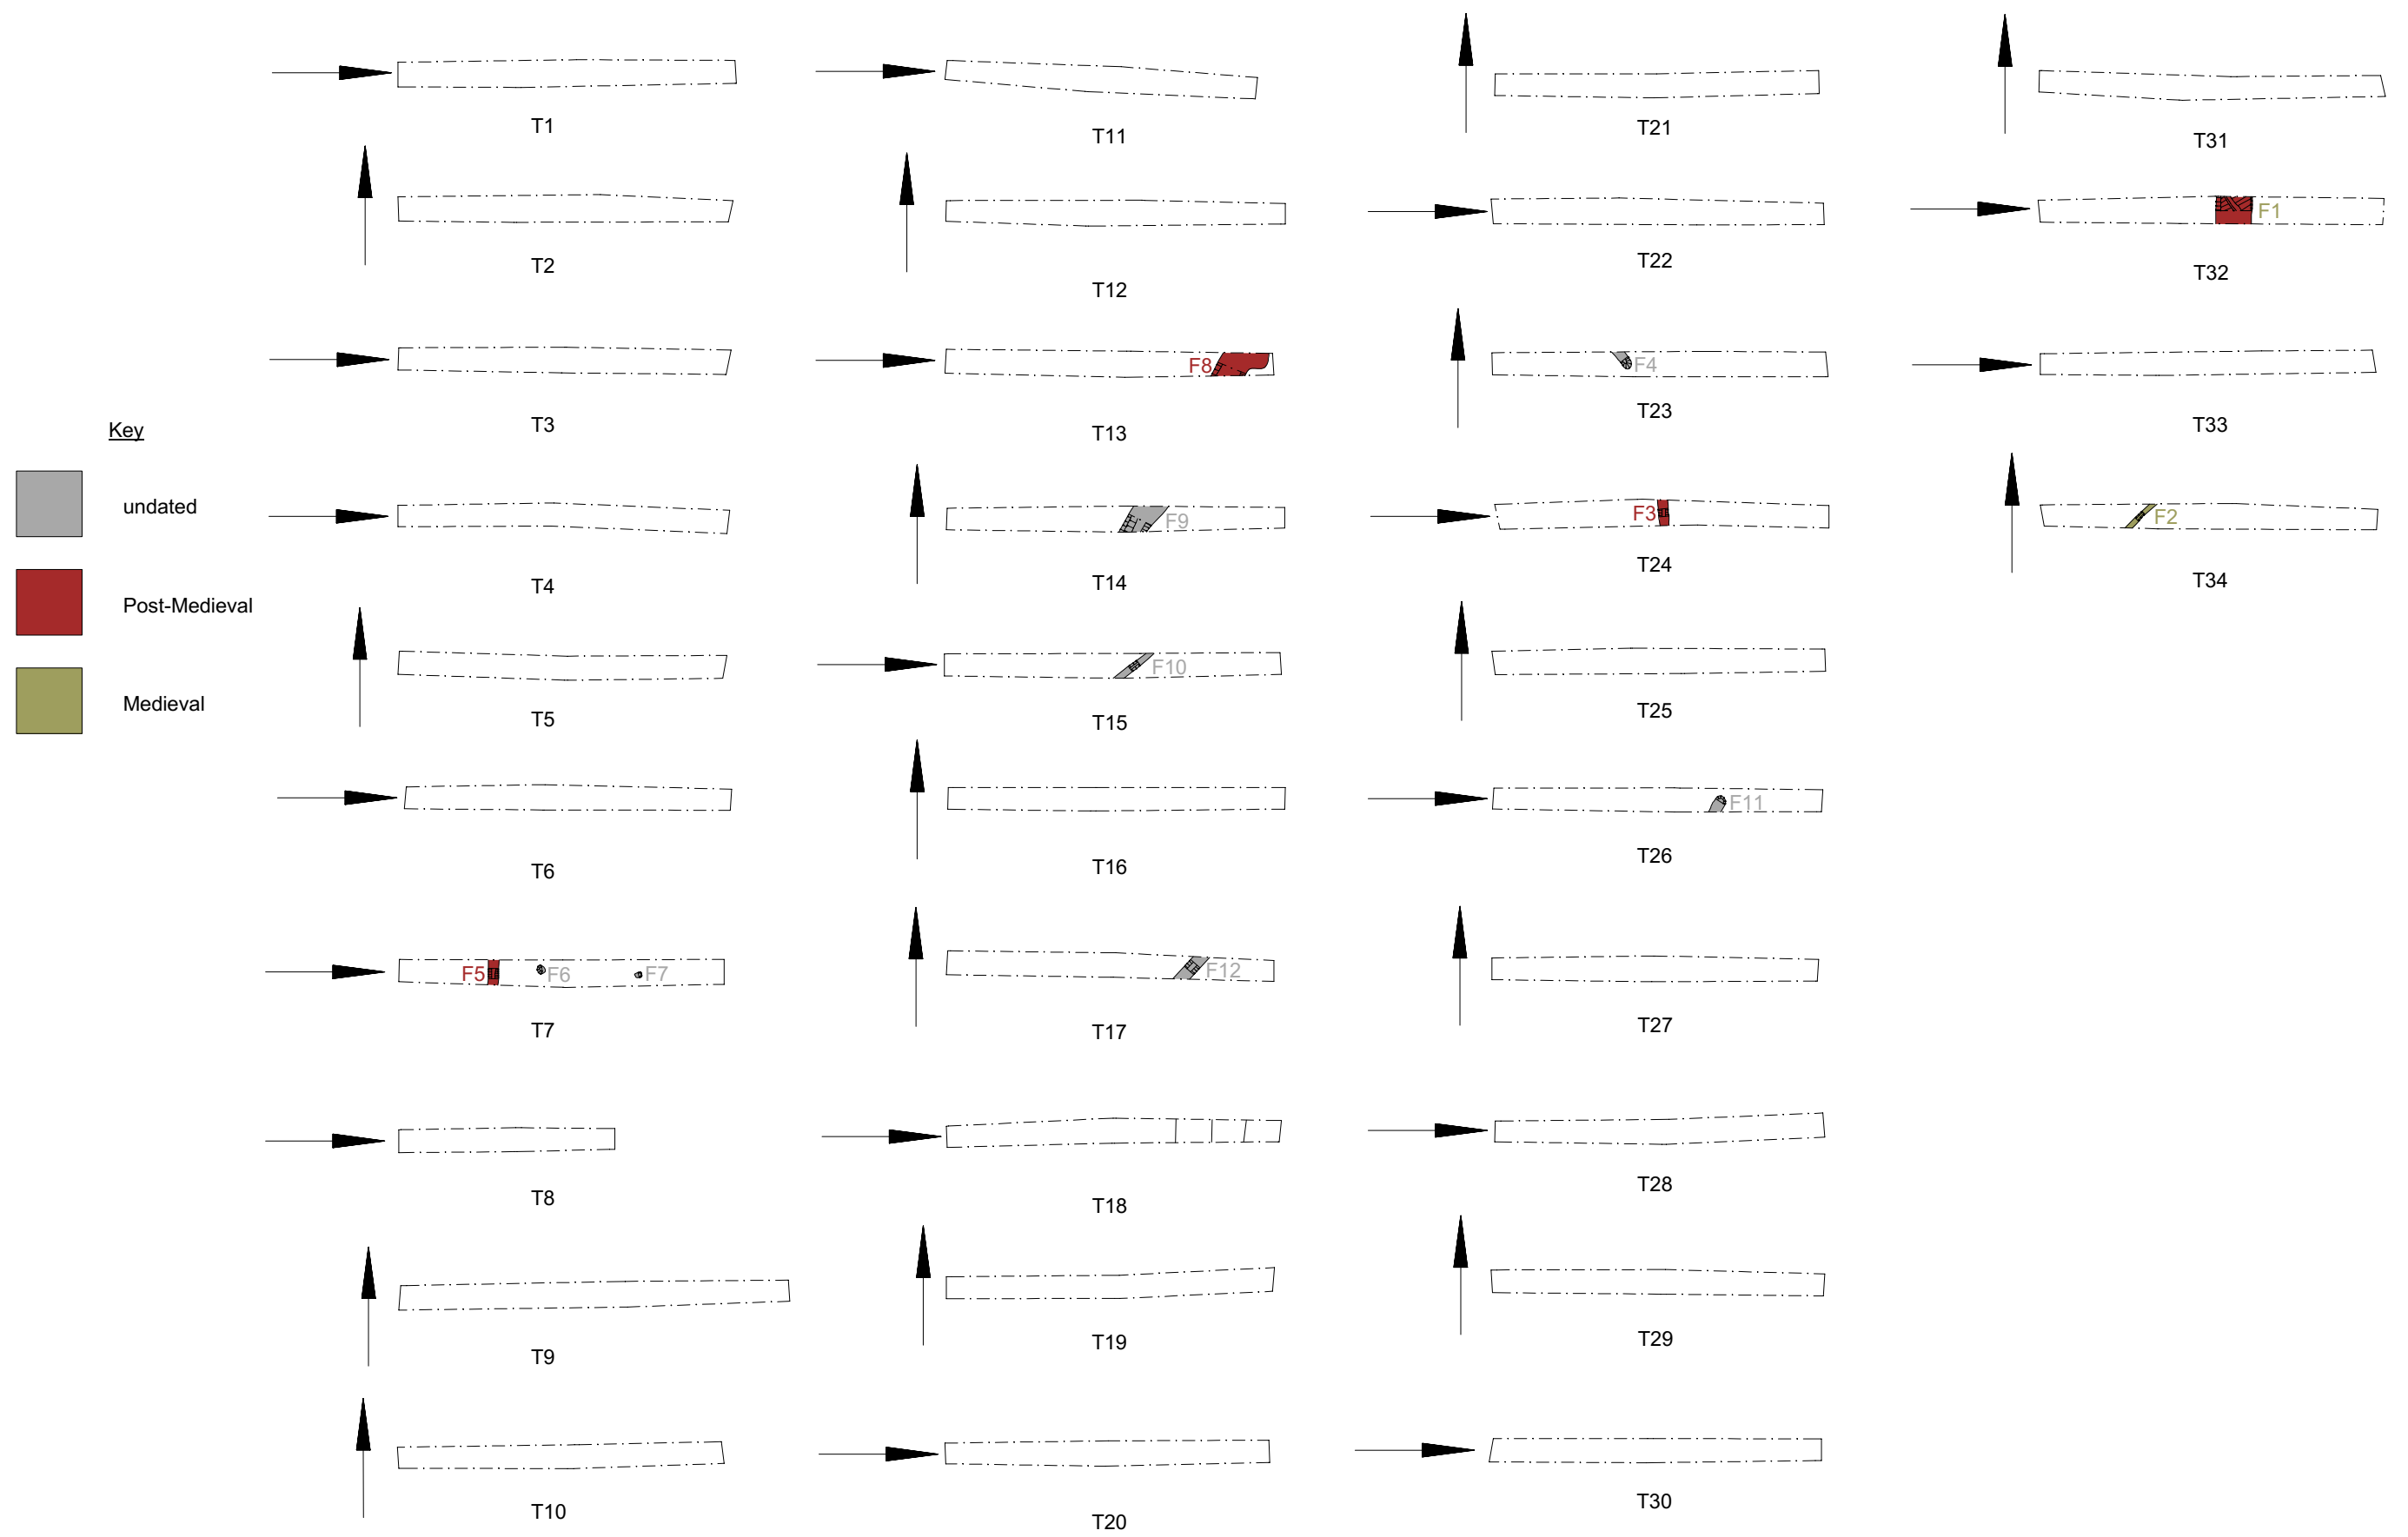 Key
undated
Post-Medieval
Medieval
T1
T2
T3
T4
T5
T6
F5 F6 F7
T7
T8
T9
T10
T11
T12
F8
T13
F9
T14
F10
T15
T16
F12
T17
T18
T19
T20
T21
T22
F4
T23
F3
T24
T25
F11
T26
T27
T28
T29
T30
T31
F1
T32
T33
F2
T34